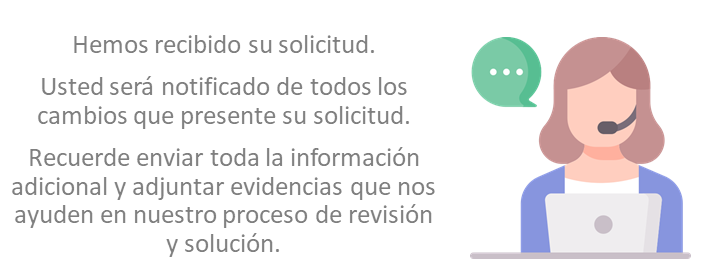 Hemos recibido su solicitud.
Usted será notificado de todos los
cambios que presente su solicitud.
Recuerde enviar toda la información
adicional y adjuntar evidencias que nos
ayuden en nuestro proceso de revisión
y solución.